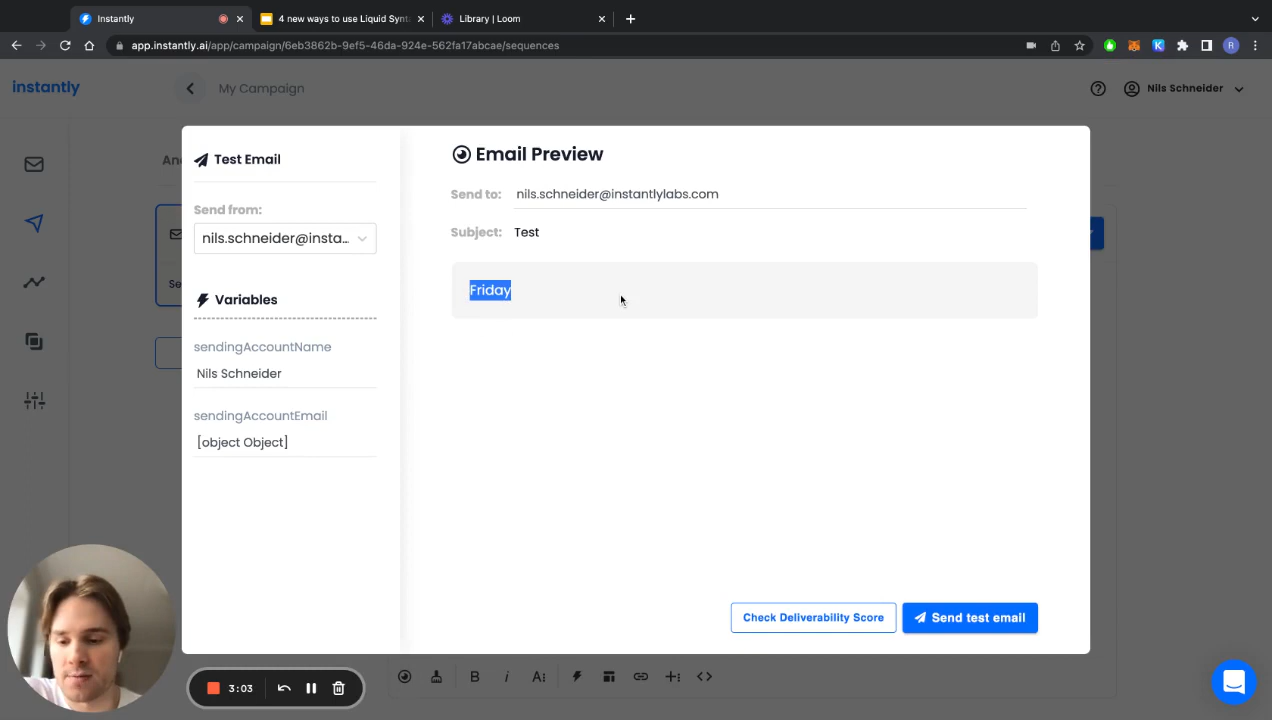 Instantly
4 new ways to use Liquid Synta
Library | Loom
app.instantly.ai/app/campaign/6eb3862b-9ef5-46da-924e-562fa17abcae/sequences
instantly
My Campaign
Nils Schneider
Test Email
Send from:
nils.schneider@insta...
Variables
sendingAccountName
Nils Schneider
sendingAccountEmail
[object Object]
Email Preview
Send to: nils.schneider@instantlylabs.com
Subject: Test
Friday
Check Deliverability Score
Send test email
3:03